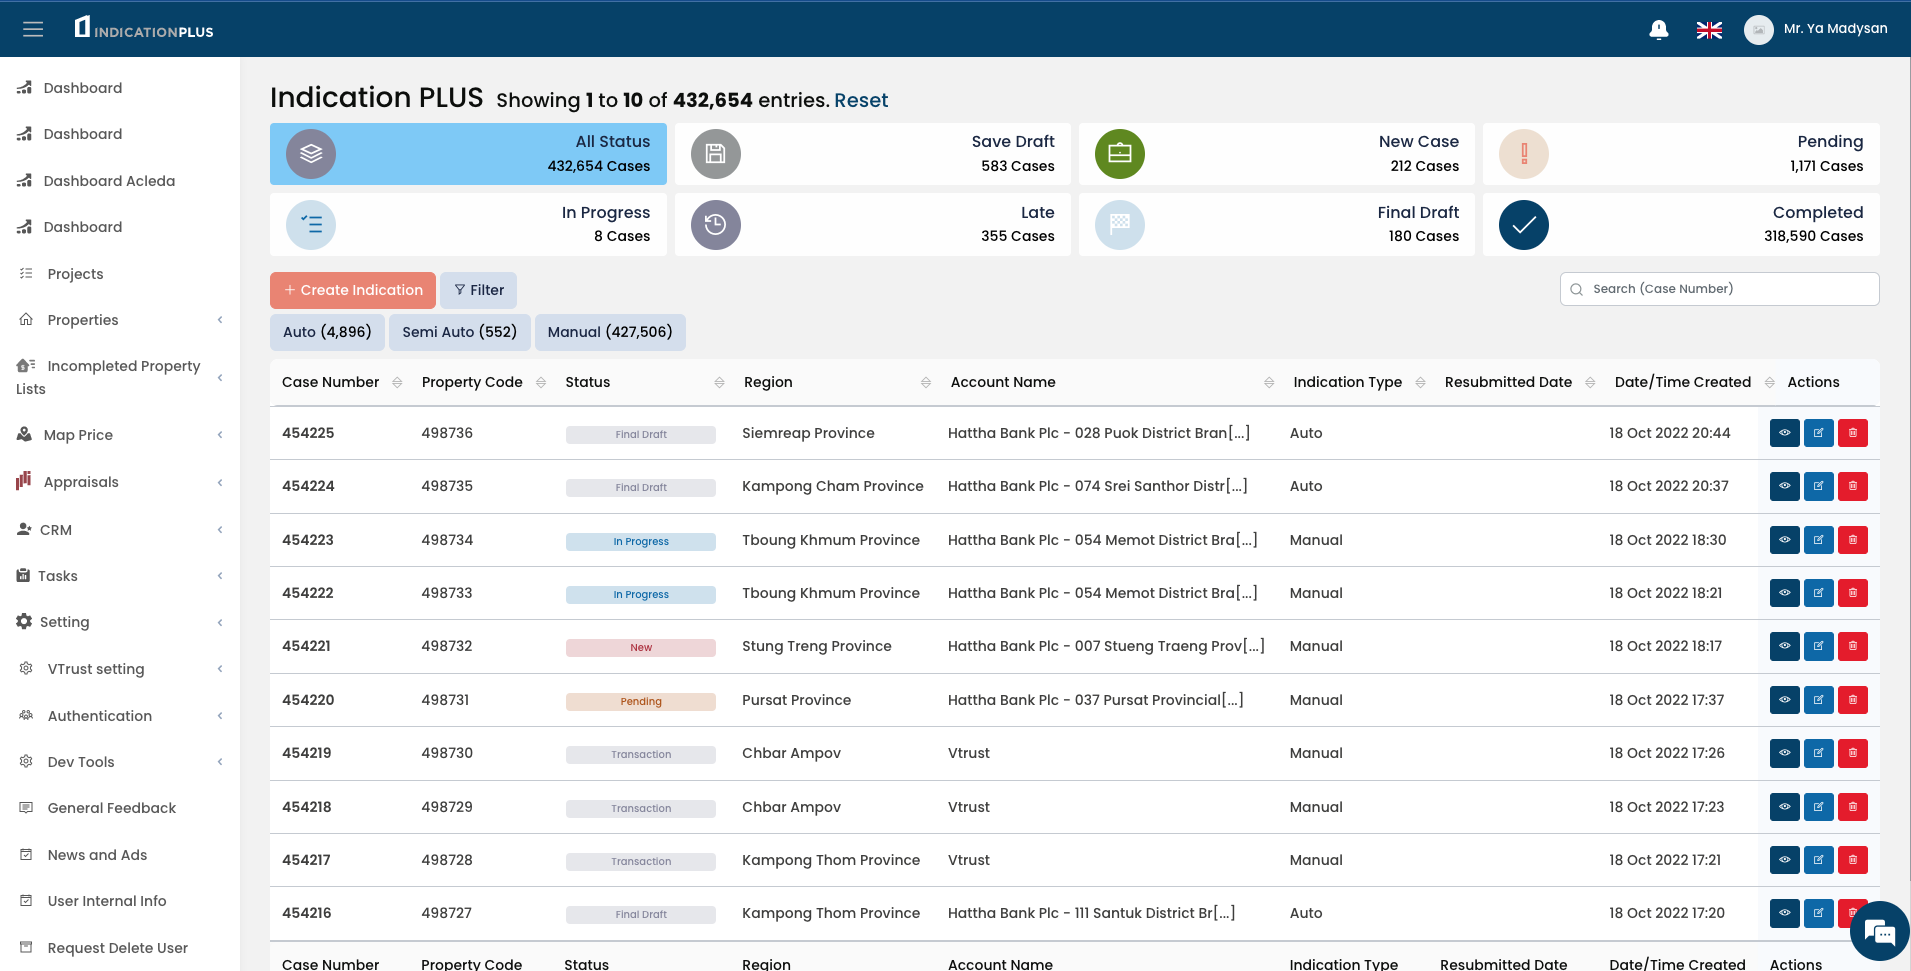 INDICATIONPLUS
Mr. Ya Madysan
Dashboard
Dashboard
Dashboard Acleda
Dashboard
Projects
Properties
Incompleted Property
Lists
Map Price
Appraisals
CRM
Tasks
Setting
VTrust setting
Authentication
Dev Tools
General Feedback
News and Ads
User Internal Info
Request Delete User
Indication PLUS Showing 1 to 10 of 432,654 entries. Reset
All Status
432,654 Cases
Save Draft
583 Cases
New Case
212 Cases
Pending
1,171 Cases
In Progress
8 Cases
Late
355 Cases
Final Draft
180 Cases
Completed
318,590 Cases
+ Create Indication
Filter
Search (Case Number)
Auto (4,896)
Semi Auto (552)
Manual (427,506)
Case Number Property Code Status Region Account Name Indication Type Resubmitted Date Date/Time Created Actions
454225 498736 Final Draft Siemreap Province Hattha Bank Plc - 028 Puok District Bran[...] Auto 18 Oct 2022 20:44
454224 498735 Final Draft Kampong Cham Province Hattha Bank Plc - 074 Srei Santhor Distr[...] Auto 18 Oct 2022 20:37
454223 498734 In Progress Tboung Khmum Province Hattha Bank Plc - 054 Memot District Bra[...] Manual 18 Oct 2022 18:30
454222 498733 In Progress Tboung Khmum Province Hattha Bank Plc - 054 Memot District Bra[...] Manual 18 Oct 2022 18:21
454221 498732 New Stung Treng Province Hattha Bank Plc - 007 Stueng Traeng Prov[...] Manual 18 Oct 2022 18:17
454220 498731 Pending Pursat Province Hattha Bank Plc - 037 Pursat Provincial[...] Manual 18 Oct 2022 17:37
454219 498730 Transaction Chbar Ampov Vtrust Manual 18 Oct 2022 17:26
454218 498729 Transaction Chbar Ampov Vtrust Manual 18 Oct 2022 17:23
454217 498728 Transaction Kampong Thom Province Vtrust Manual 18 Oct 2022 17:21
454216 498727 Final Draft Kampong Thom Province Hattha Bank Plc - 111 Santuk District Br[...] Auto 18 Oct 2022 17:20
Case Number Property Code Status Region Account Name Indication Type Resubmitted Date Date/Time Created Actions